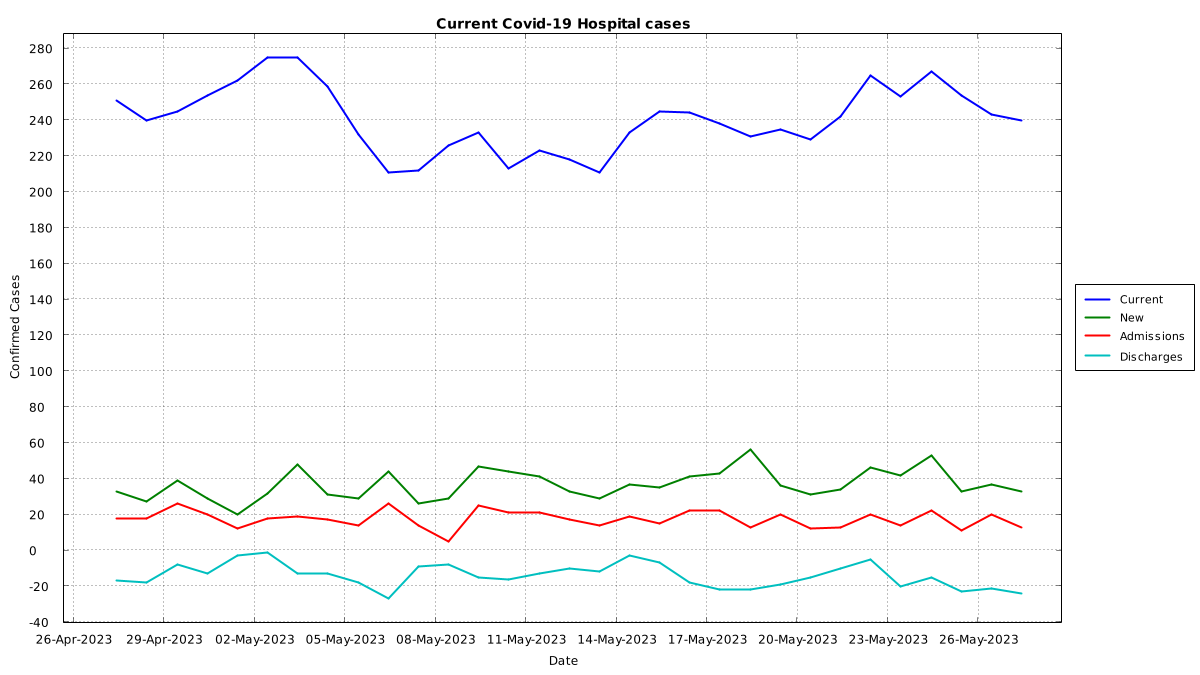 Current Covid-19 Hospital cases
280
260
240
220
200
180
160
140
120
100
80
60
40
20
0
-20
-40
Confirmed Cases
26-Apr-2023 29-Apr-2023 02-May-2023 05-May-2023 08-May-2023 11-May-2023 14-May-2023 17-May-2023 20-May-2023 23-May-2023 26-May-2023
Date
Current
New
Admissions
Discharges